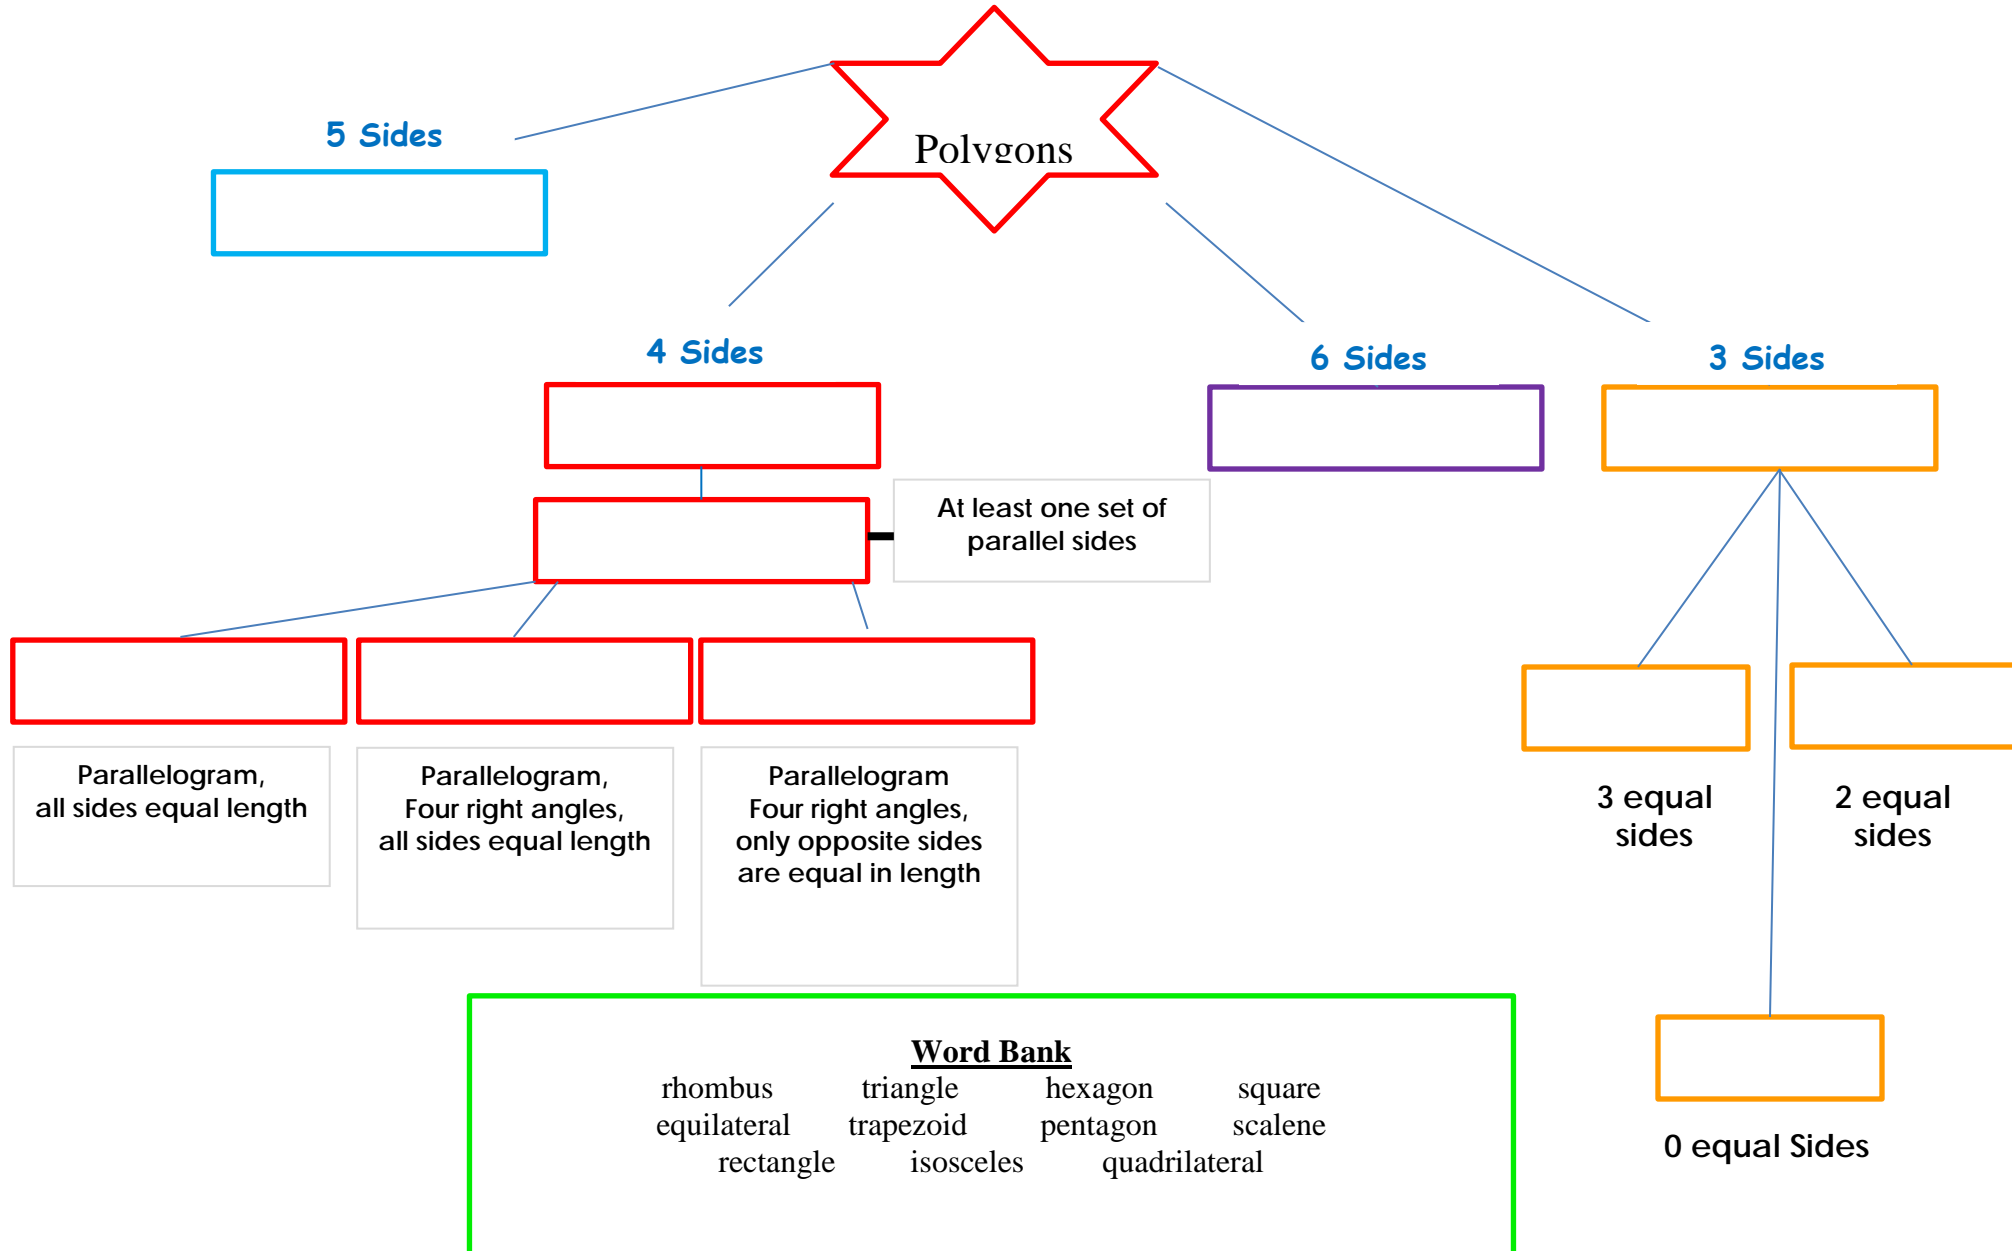 Polygons
5 Sides
4 Sides
6 Sides
3 Sides
At least one set of
parallel sides
Parallelogram,
all sides equal length
Parallelogram,
Four right angles,
all sides equal length
Parallelogram
Four right angles,
only opposite sides
are equal in length
3 equal
sides
2 equal
sides
0 equal Sides
Word Bank
rhombus triangle hexagon square
equilateral trapezoid pentagon scalene
rectangle isosceles quadrilateral